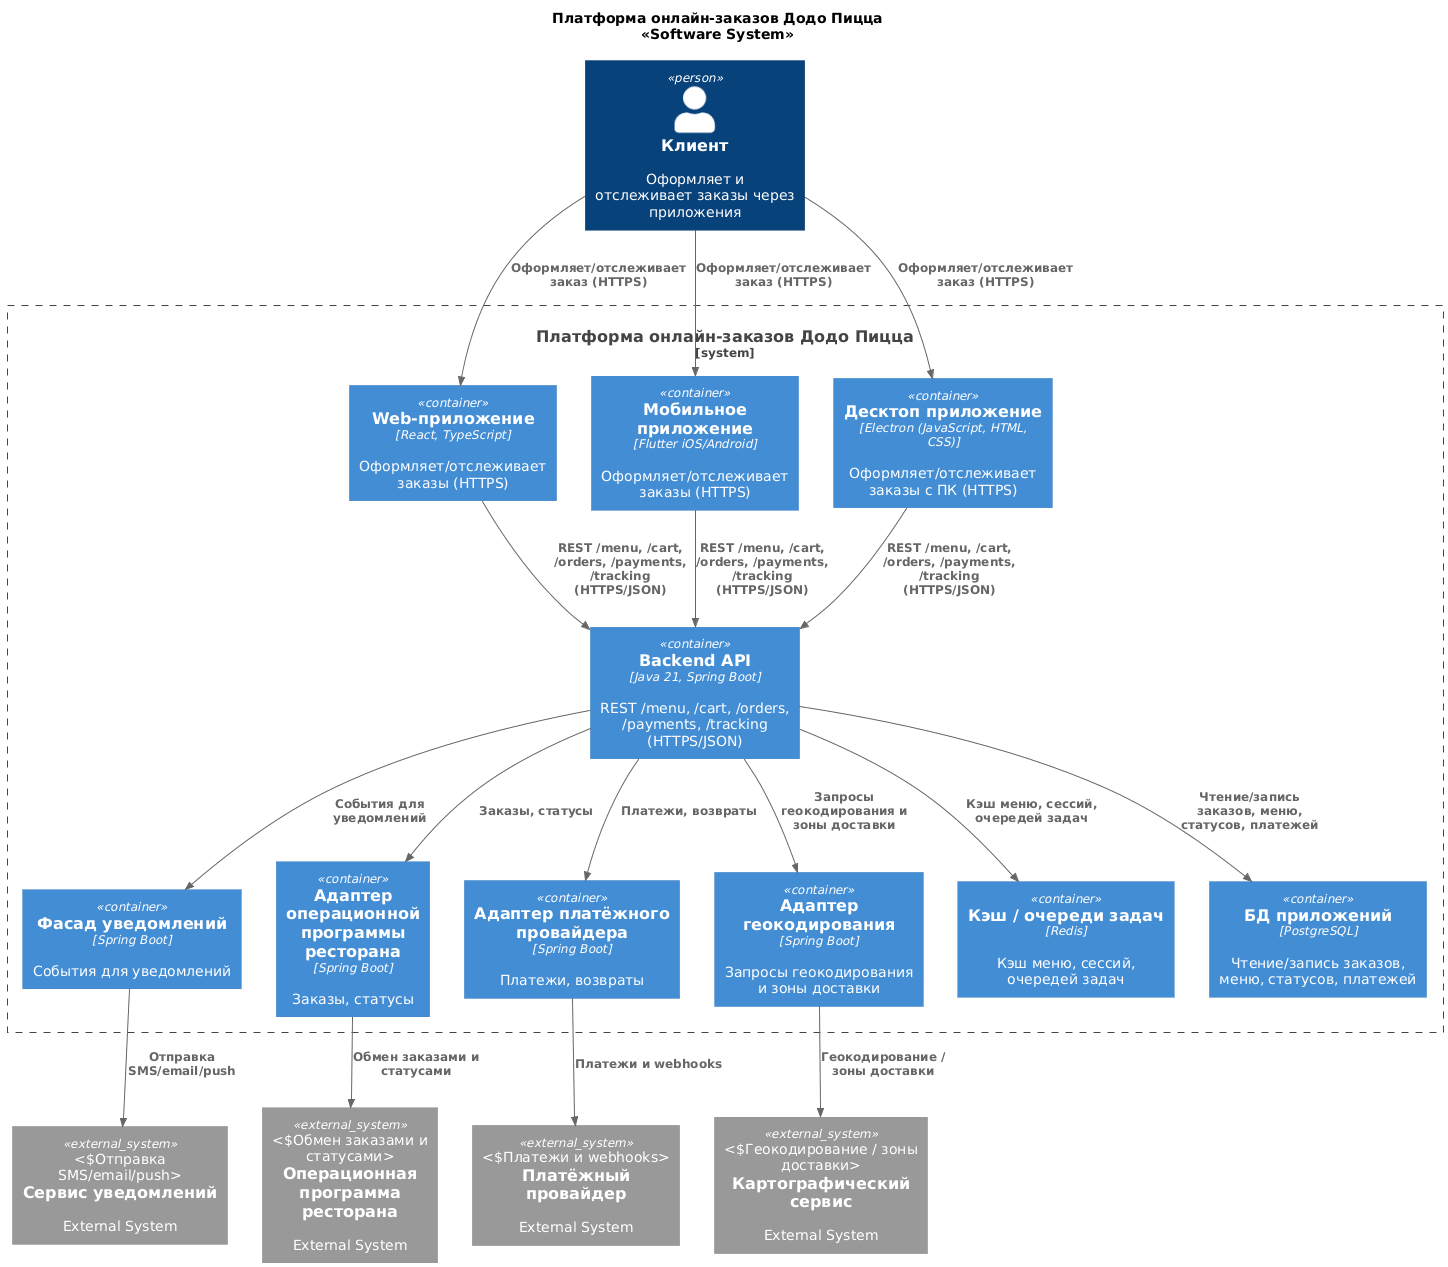 Платформа онлайн-заказов Додо Пицца
«Software System»
«person»
Клиент
Оформляет и
отслеживает заказы через
приложения
Оформляет/отслеживает
заказ (HTTPS)
Оформляет/отслеживает
заказ (HTTPS)
Оформляет/отслеживает
заказ (HTTPS)
Платформа онлайн-заказов Додо Пицца
[system]
«container»
Web-приложение
[React, TypeScript]
Оформляет/отслеживает
заказы (HTTPS)
«container»
Мобильное
приложение
[Flutter iOS/Android]
Оформляет/отслеживает
заказы (HTTPS)
«container»
Десктоп приложение
[Electron (JavaScript, HTML,
CSS)]
Оформляет/отслеживает
заказы с ПК (HTTPS)
REST /menu, /cart,
/orders, /payments,
/tracking
(HTTPS/JSON)
REST /menu, /cart,
/orders, /payments,
/tracking
(HTTPS/JSON)
REST /menu, /cart,
/orders, /payments,
/tracking
(HTTPS/JSON)
«container»
Backend API
[Java 21, Spring Boot]
REST /menu, /cart, /orders,
/payments, /tracking
(HTTPS/JSON)
События для
уведомлений
Заказы, статусы
Платежи, возвраты
Запросы
геокодирования и
зоны доставки
Кэш меню, сессий,
очередей задач
Чтение/запись
заказов, меню,
статусов, платежей
«container»
Фасад уведомлений
[Spring Boot]
События для уведомлений
«container»
Адаптер
операционной
программы
ресторана
[Spring Boot]
Заказы, статусы
«container»
Адаптер платёжного
провайдера
[Spring Boot]
Платежи, возвраты
«container»
Адаптер
геокодирования
[Spring Boot]
Запросы геокодирования
и зоны доставки
«container»
Кэш / очереди задач
[Redis]
Кэш меню, сессий,
очередей задач
«container»
БД приложений
[PostgreSQL]
Чтение/запись заказов,
меню, статусов, платежей
Отправка
SMS/email/push
Обмен заказами и
статусами
Платежи и webhooks
Геокодирование /
зоны доставки
«external_system»
<$Отправка
SMS/email/push>
Сервис уведомлений
External System
«external_system»
<$Обмен заказами и
статусами>
Операционная
программа
ресторана
External System
«external_system»
<$Платежи и webhooks>
Платёжный
провайдер
External System
«external_system»
<$Геокодирование / зоны
доставки>
Картографический
сервис
External System